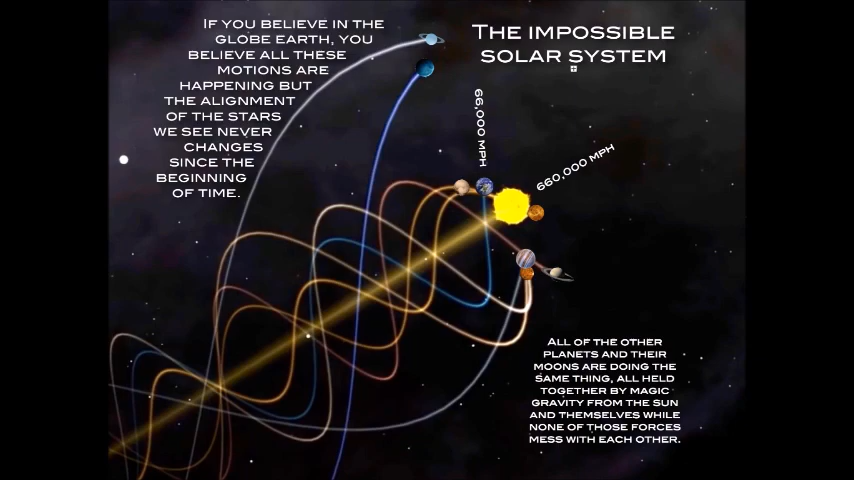 If you believe in the
globe Earth, you
believe all these
motions are
happening but
the alignment
of the stars
we see never
changes
since the
beginning
of time.
The impossible
solar system
66,000 mph
660,000 mph
All of the other
planets and their
moons are doing the
same thing, all held
together by magic
gravity from the sun
and themselves while
none of those forces
mess with each other.